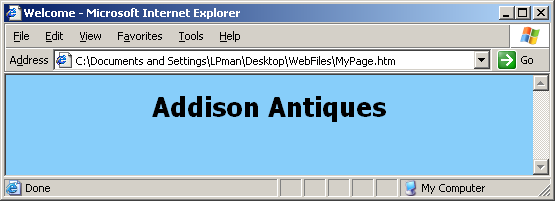 Welcome - Microsoft Internet Explorer
File Edit View Favorites Tools Help
Address C:\Documents and Settings\LPman\Desktop\WebFiles\MyPage.htm Go
Addison Antiques
Done My Computer